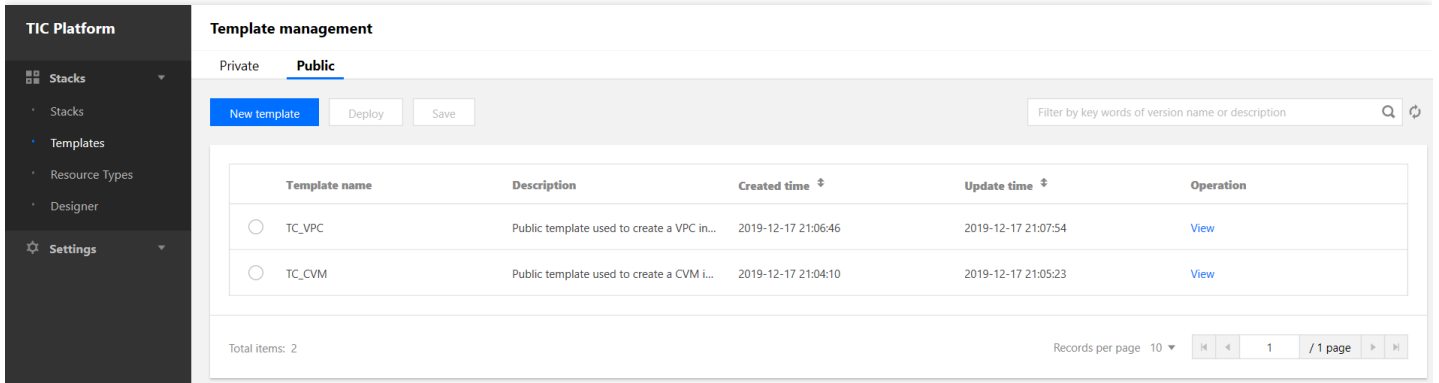 TIC Platform
Stacks
Stacks
Templates
Resource Types
Designer
Settings
Template management
Private Public
New template Deploy Save Filter by key words of version name or description
Template name Description Created time Update time Operation
TC_VPC Public template used to create a VPC in... 2019-12-17 21:06:46 2019-12-17 21:07:54 View
TC_CVM Public template used to create a CVM i... 2019-12-17 21:04:10 2019-12-17 21:05:23 View
Total items: 2 Records per page 10 1 / 1 page